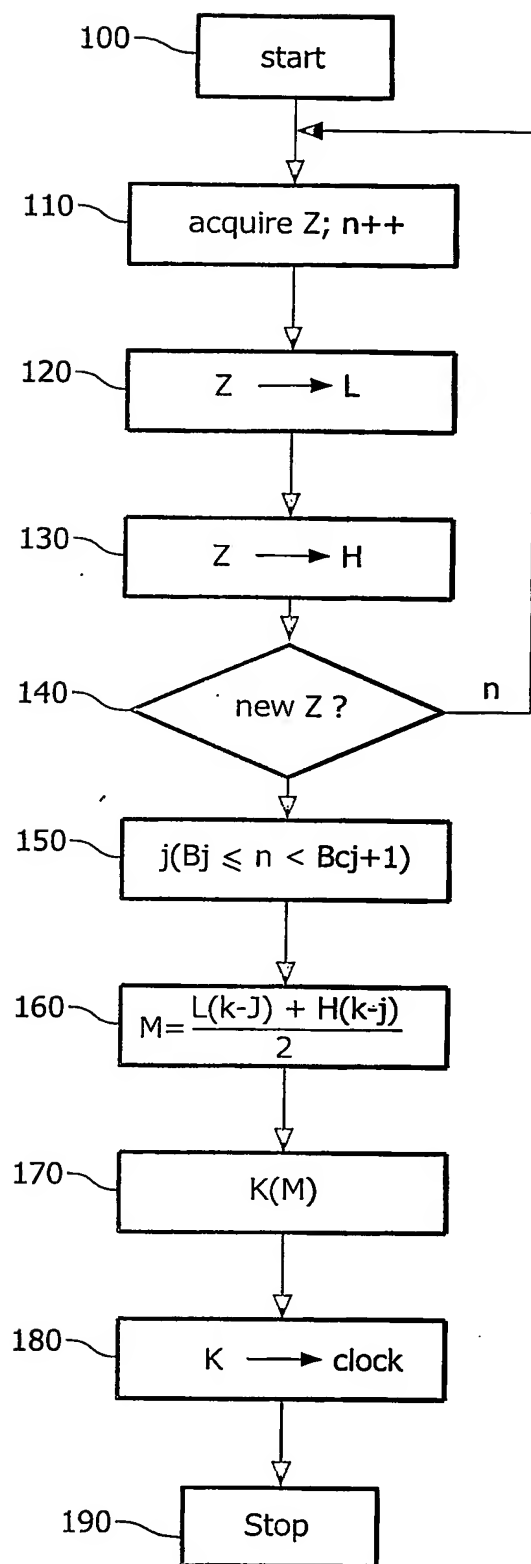 100
start
110
acquire Z; n++
120
Z → L
130
Z → H
140
new Z ?
n
150
j(Bj ⩽ n < Bcj+1)
160
M= L(k-J) + H(k-j)
2
170
K(M)
180
K → clock
190
Stop